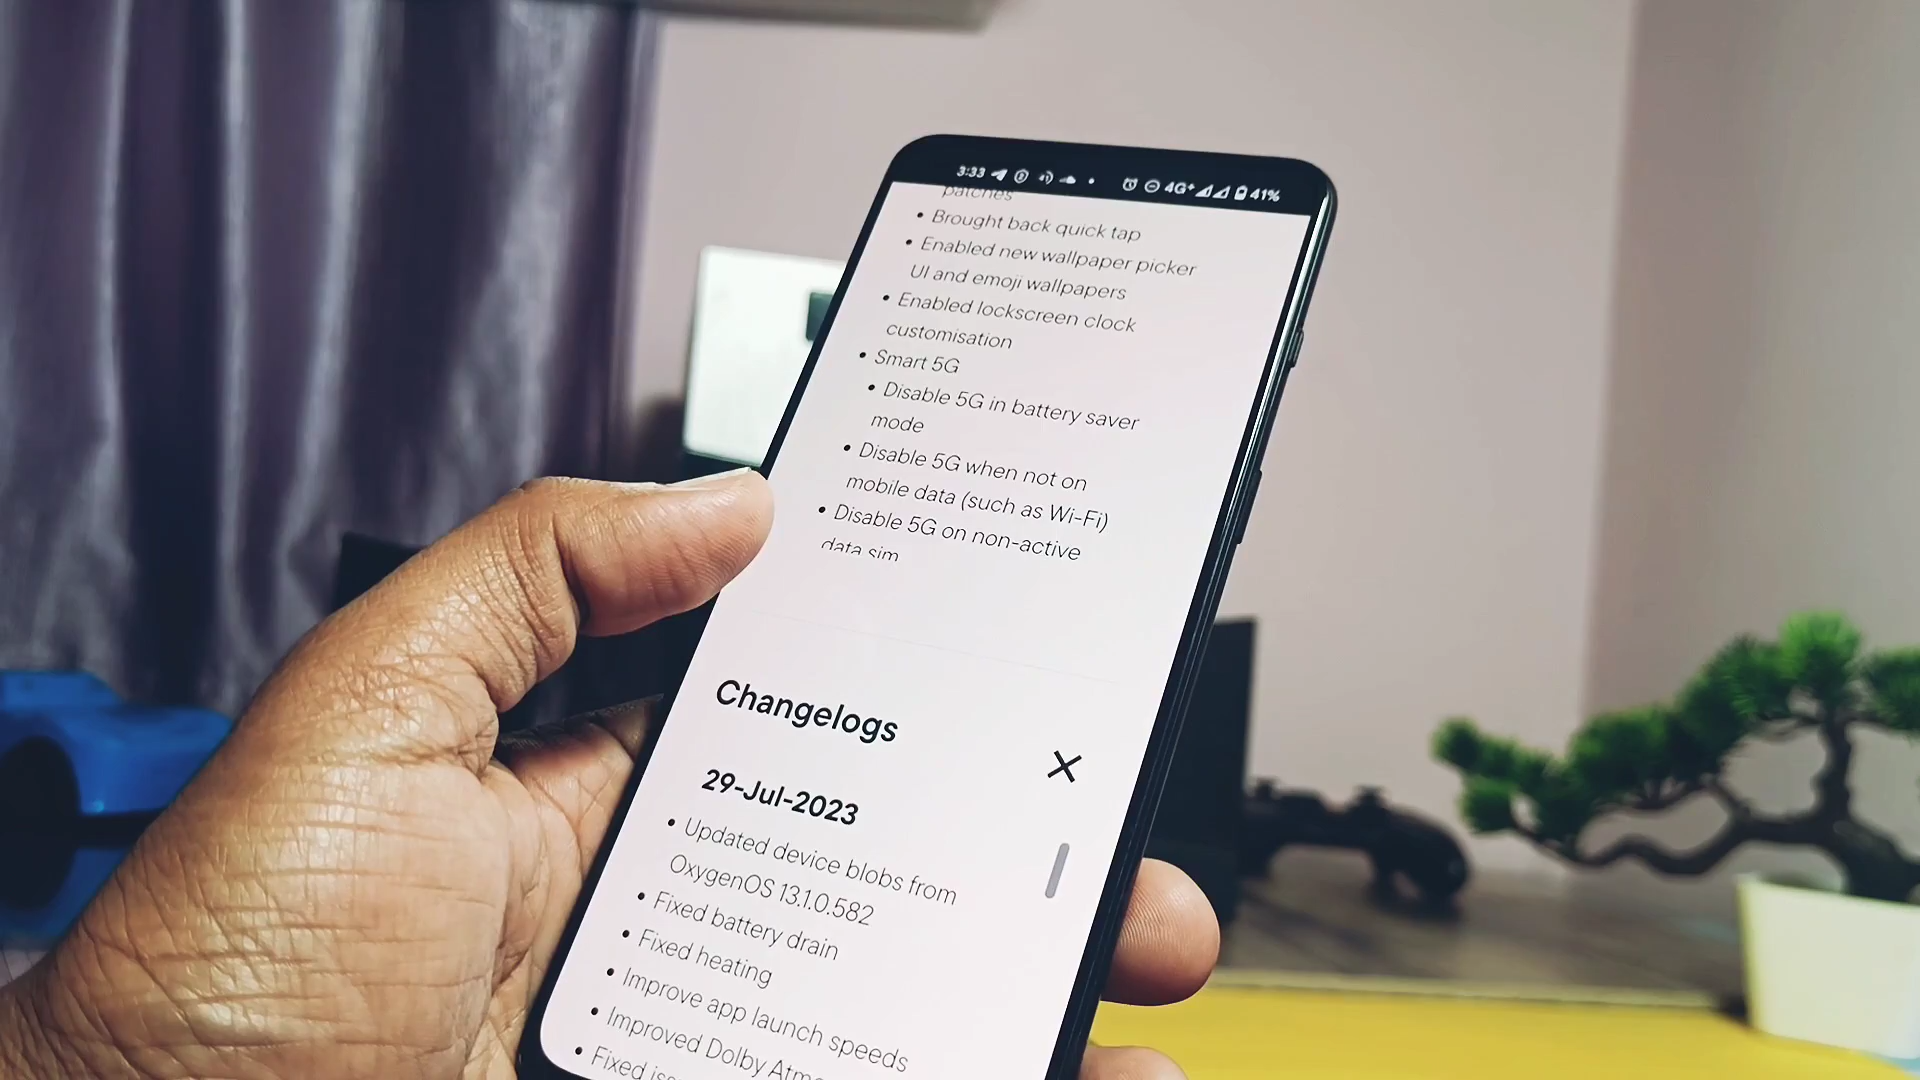 3:33 4G+ 41%
patches
• Brought back quick tap
• Enabled new wallpaper picker
UI and emoji wallpapers
• Enabled lockscreen clock
customisation
• Smart 5G
• Disable 5G in battery saver
mode
• Disable 5G when not on
mobile data (such as Wi-Fi)
• Disable 5G on non-active
data sim
Changelogs
29-Jul-2023
• Updated device blobs from
OxygenOS 13.1.0.582
• Fixed battery drain
• Fixed heating
• Improve app launch speeds
• Improved Dolby Atm
• Fixed